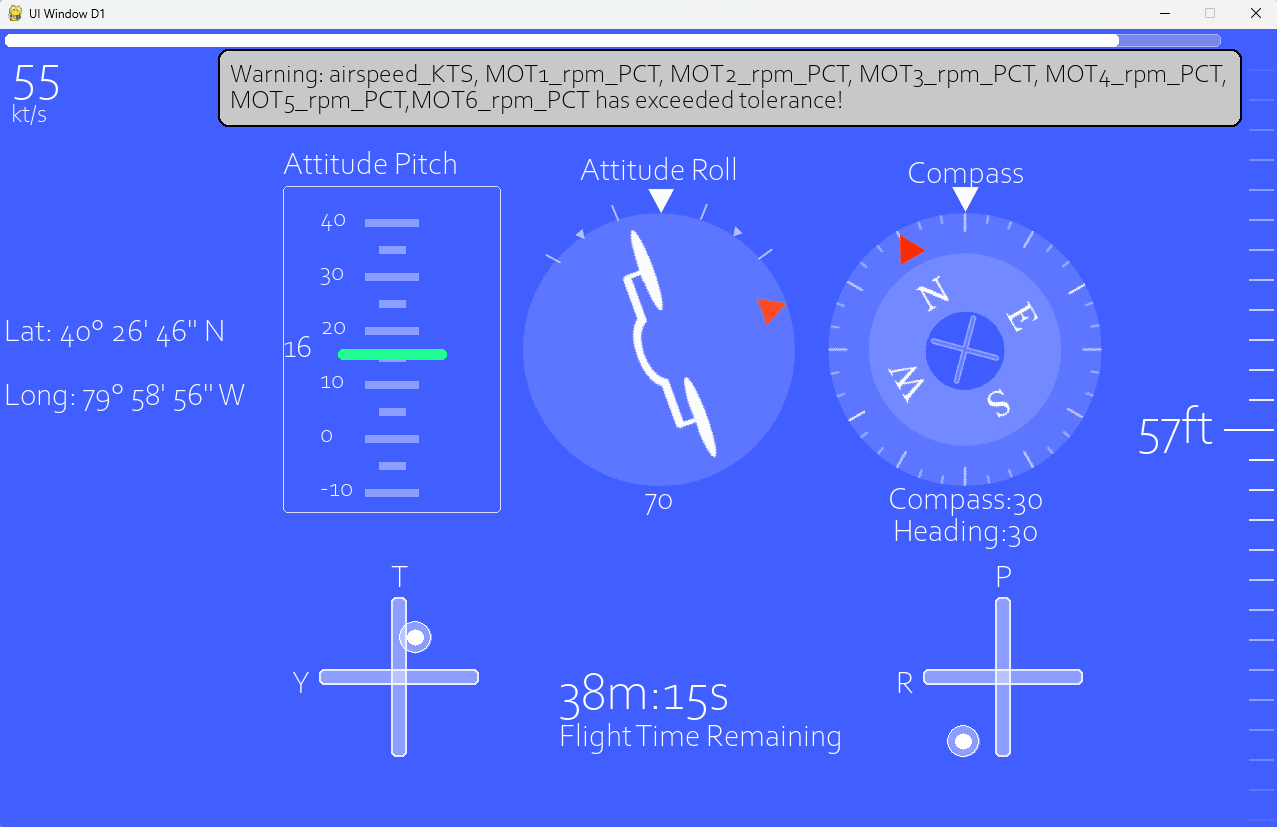 UI Window D1
55
kt/s
Warning: airspeed_KTS, MOT1_rpm_PCT, MOT2_rpm_PCT, MOT3_rpm_PCT, MOT4_rpm_PCT,
MOT5_rpm_PCT,MOT6_rpm_PCT has exceeded tolerance!
Attitude Pitch
40
30
20
16
10
0
-10
Attitude Roll
70
Compass
N
E
S
W
Compass:30
Heading:30
Lat: 40° 26' 46" N
Long: 79° 58' 56" W
57ft
T
Y
38m:15s
Flight Time Remaining
P
R